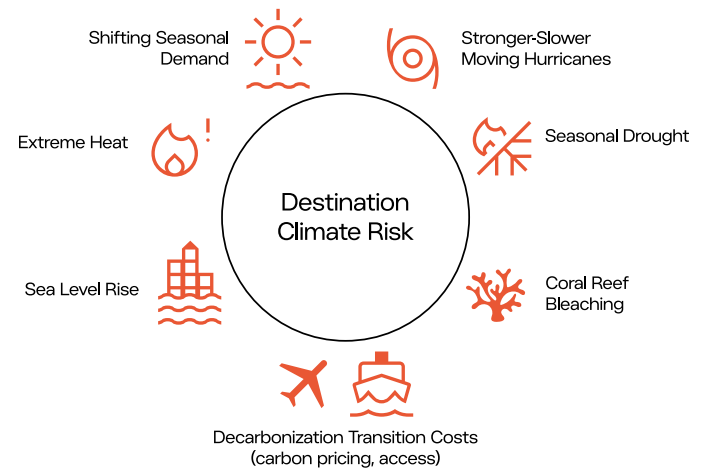 Shifting Seasonal
Demand
Stronger-Slower
Moving Hurricanes
Extreme Heat
Seasonal Drought
Destination
Climate Risk
Sea Level Rise
Coral Reef
Bleaching
Decarbonization Transition Costs
(carbon pricing, access)